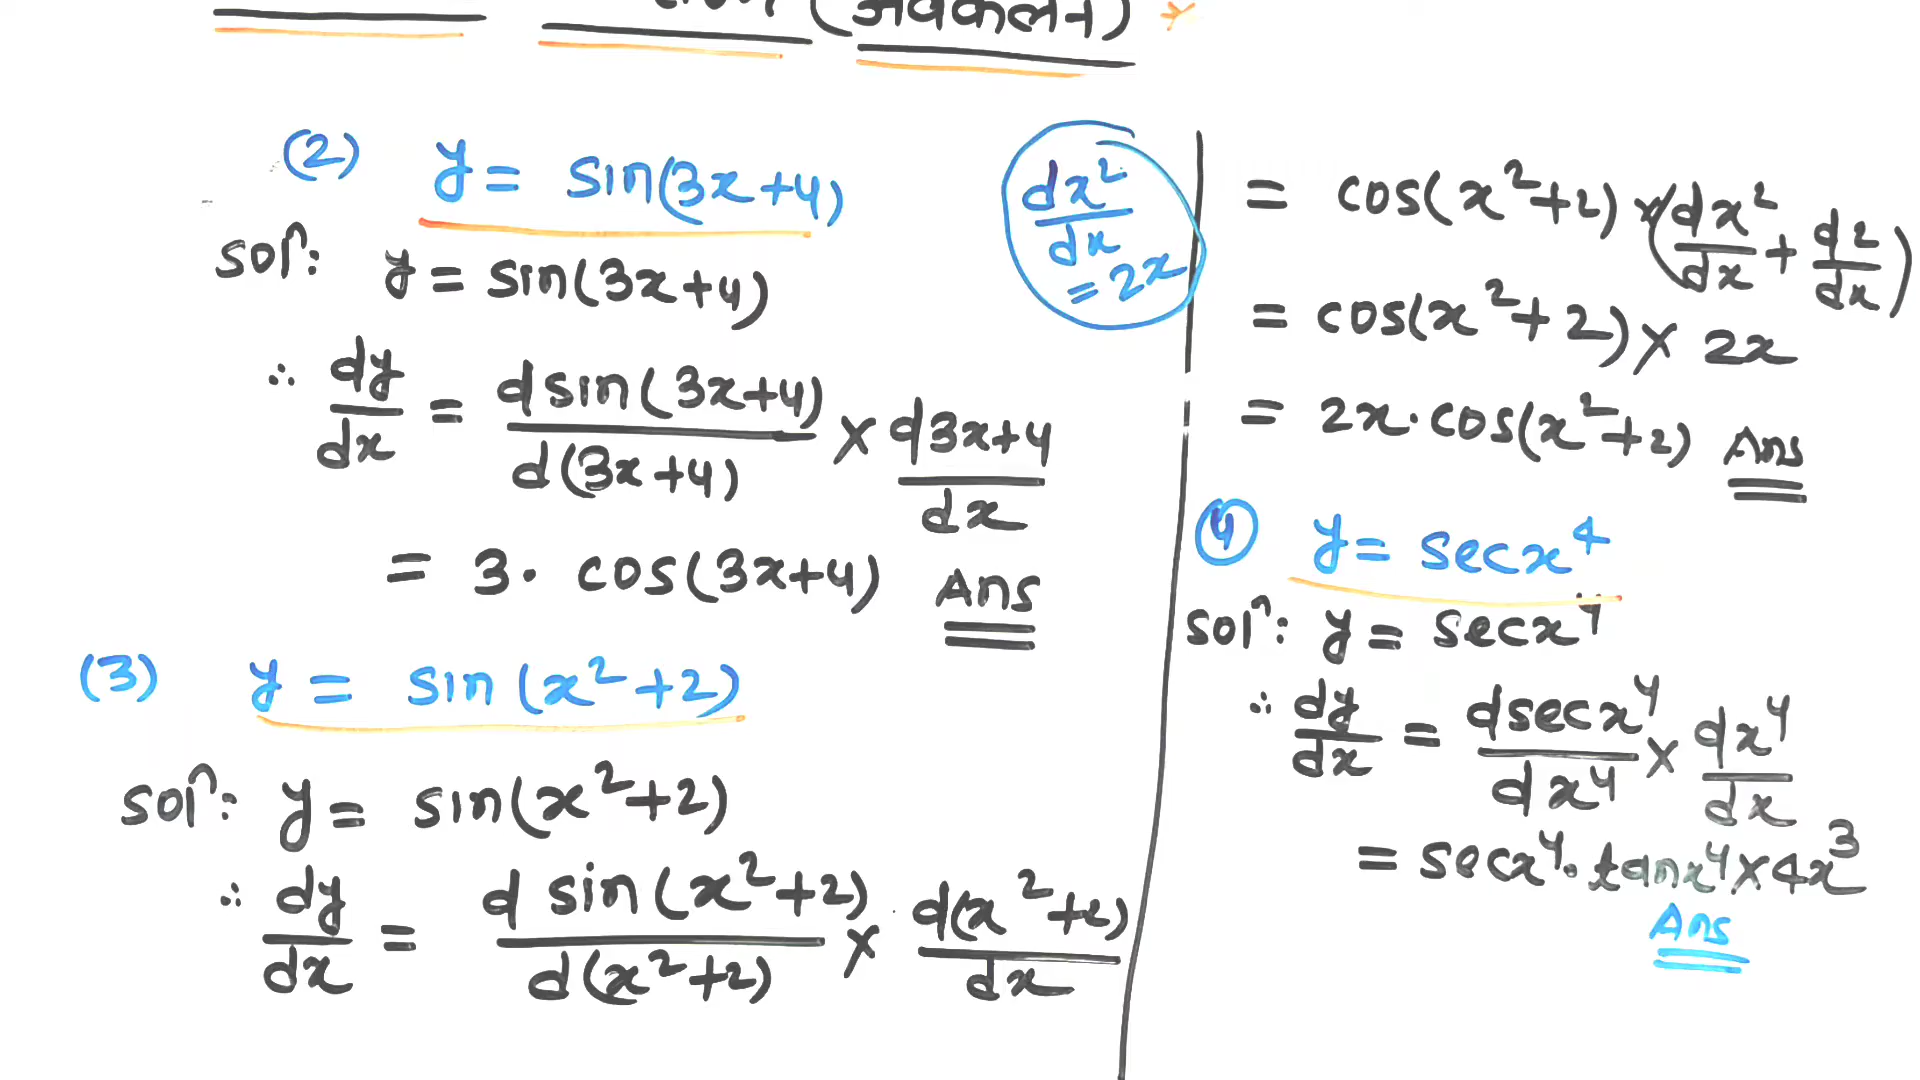 (अवकलन)
(2) y = sin(3x+4)
solⁿ: y = sin(3x+4)
∴ dy/dx = d sin(3x+4)/d(3x+4) × d3x+4/dx
= 3. cos(3x+4) Ans
(3) y = sin(x²+2)
solⁿ: y = sin(x²+2)
∴ dy/dx = d sin(x²+2)/d(x²+2) × d(x²+2)/dx
dx²/dx
= 2x
= cos(x²+2) × (dx²/dx + d2/dx)
= cos(x²+2) × 2x
= 2x.cos(x²+2) Ans
(4) y = secx⁴
solⁿ: y = secx⁴
∴ dy/dx = dsecx⁴/dx⁴ × dx⁴/dx
= secx⁴. tanx⁴ × 4x³
Ans